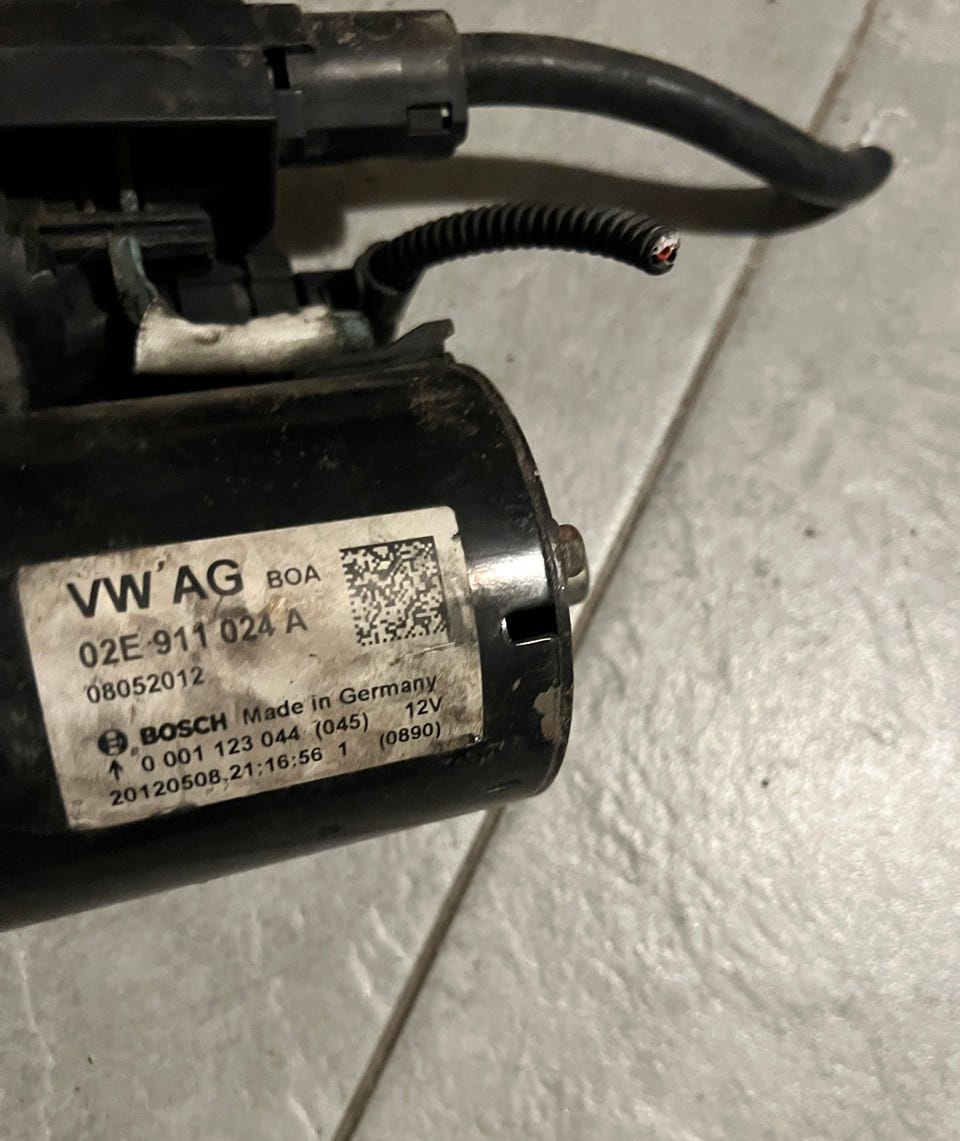 VW AG BOA
02E 911 024 A
08052012
BOSCH Made in Germany
0 001 123 044 (045) 12V
20120508.21:16:56 1 (0890)